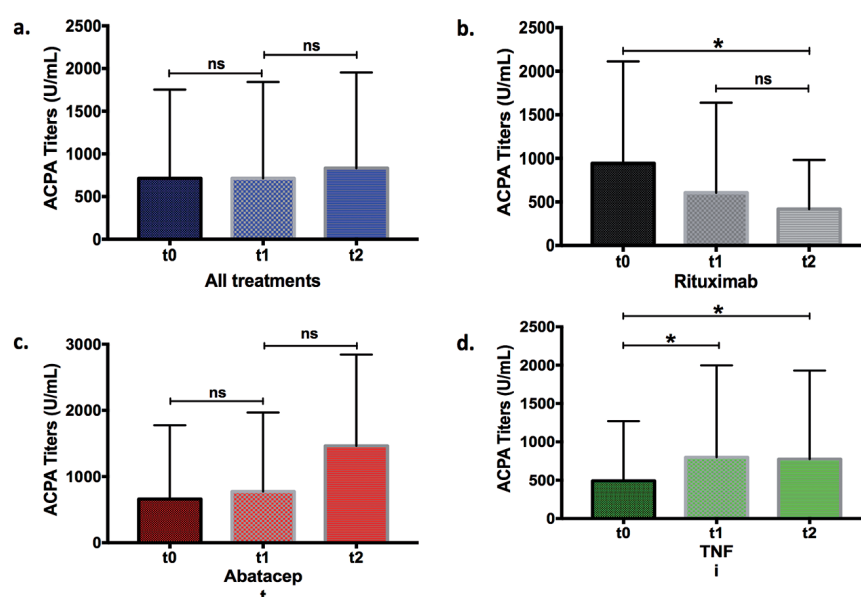 a.
ACPA Titers (U/mL)
2500
2000
1500
1000
500
0
ns
ns
t0 t1 t2
All treatments
b.
ACPA Titers (U/mL)
2500
2000
1500
1000
500
0
*
ns
t0 t1 t2
Rituximab
c.
ACPA Titers (U/mL)
3000
2000
1000
0
ns
ns
t0 t1 t2
Abatacep
t
d.
ACPA Titers (U/mL)
2500
2000
1500
1000
500
0
*
*
t0 t1 t2
TNF
i